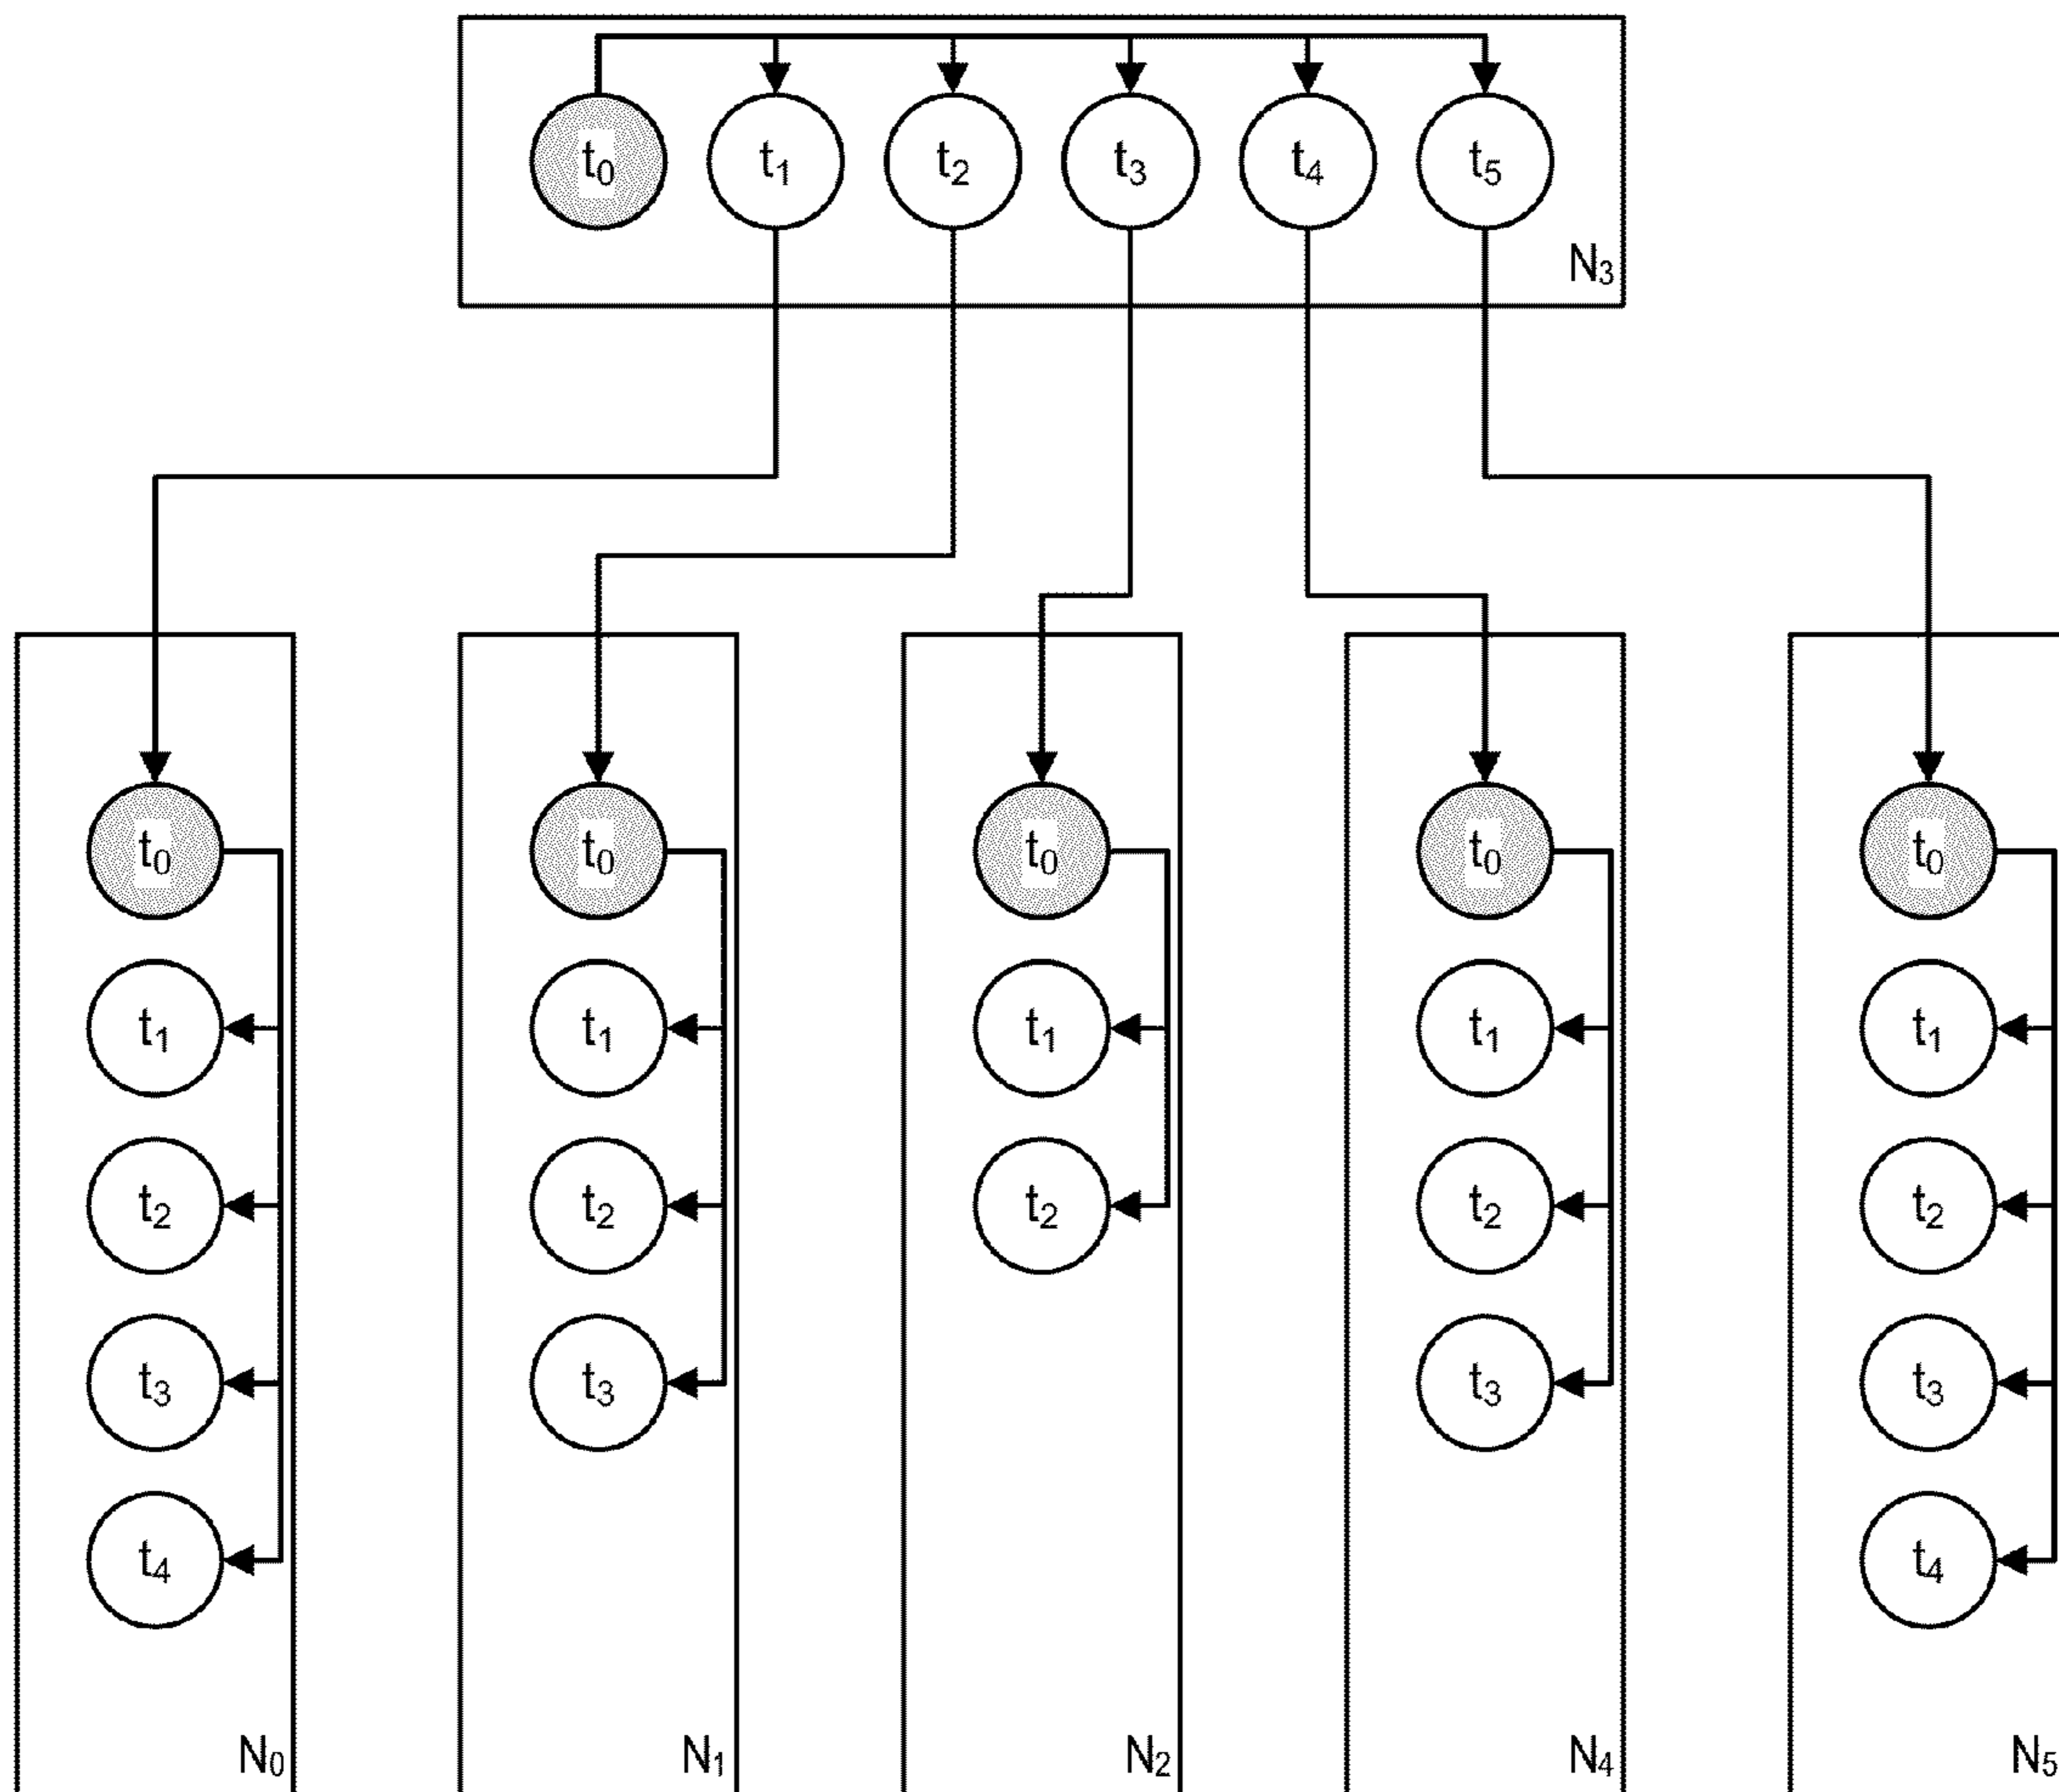 t₀ t₁ t₂ t₃ t₄ t₅
N₃
t₀ t₀ t₀ t₀ t₀
t₁ t₁ t₁ t₁ t₁
t₂ t₂ t₂ t₂ t₂
t₃ t₃ t₃ t₃
t₄ t₄
N₀ N₁ N₂ N₄ N₅